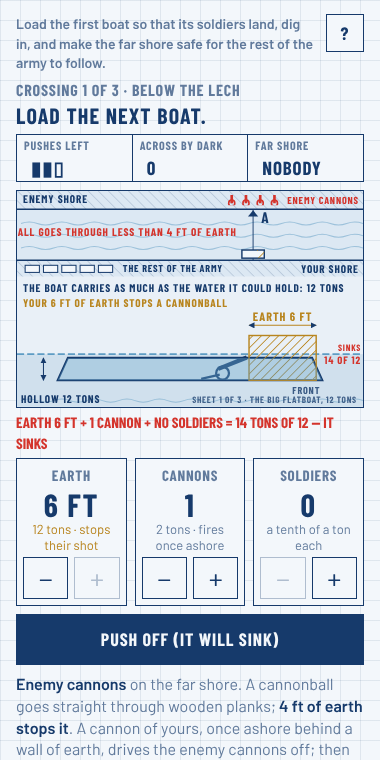 Load the first boat so that its soldiers land, dig
in, and make the far shore safe for the rest of the
army to follow.
?
CROSSING 1 OF 3 · BELOW THE LECH
LOAD THE NEXT BOAT.
PUSHES LEFT
ACROSS BY DARK
0
FAR SHORE
NOBODY
ENEMY SHORE
ENEMY CANNONS
A
ALL GOES THROUGH LESS THAN 4 FT OF EARTH
THE REST OF THE ARMY
YOUR SHORE
THE BOAT CARRIES AS MUCH AS THE WATER IT COULD HOLD: 12 TONS
YOUR 6 FT OF EARTH STOPS A CANNONBALL
EARTH 6 FT
SINKS
14 OF 12
FRONT
HOLLOW 12 TONS
SHEET 1 OF 3 · THE BIG FLATBOAT, 12 TONS
EARTH 6 FT + 1 CANNON + NO SOLDIERS = 14 TONS OF 12 — IT
SINKS
EARTH
6 FT
12 tons · stops
their shot
− +
CANNONS
1
2 tons · fires
once ashore
− +
SOLDIERS
0
a tenth of a ton
each
− +
PUSH OFF (IT WILL SINK)
Enemy cannons on the far shore. A cannonball
goes straight through wooden planks; 4 ft of earth
stops it. A cannon of yours, once ashore behind a
wall of earth, drives the enemy cannons off; then